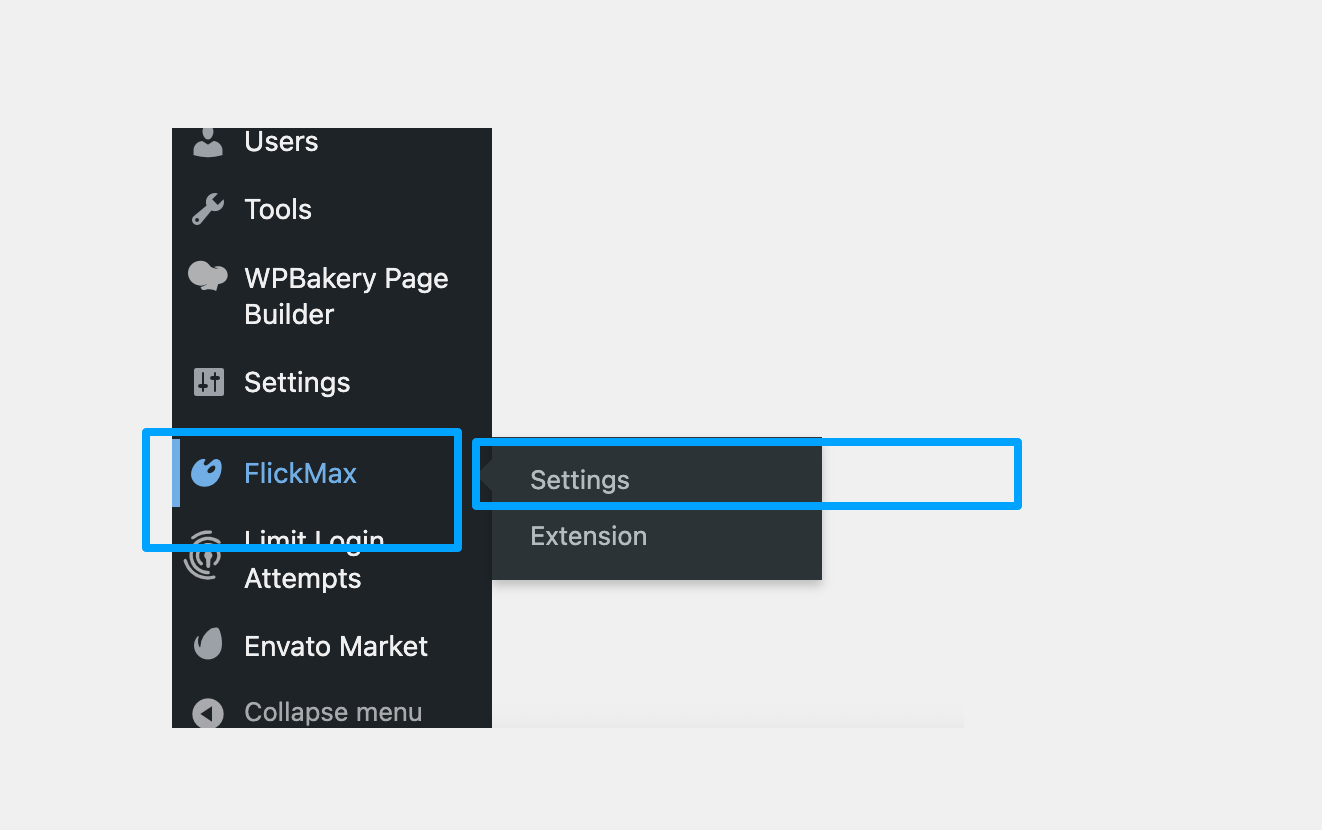 Users
Tools
WPBakery Page
Builder
Settings
FlickMax
Settings
Extension
Limit Login
Attempts
Envato Market
Collapse menu